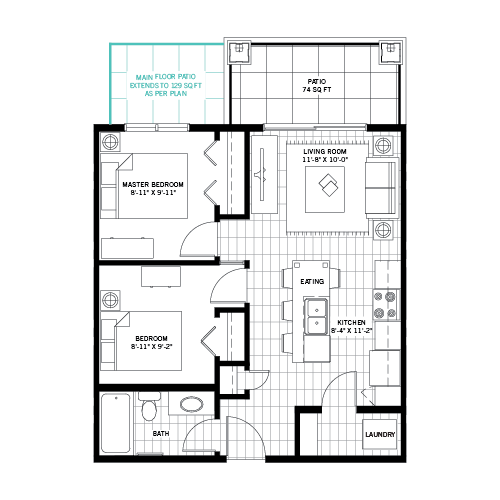 MAIN FLOOR PATIO
EXTENDS TO 129 SQ FT
AS PER PLAN
PATIO
74 SQ FT
LIVING ROOM
11'-8" X 10'-0"
MASTER BEDROOM
8'-11" X 9'-11"
EATING
KITCHEN
8'-4" X 11'-2"
BEDROOM
8'-11" X 9'-2"
BATH
LAUNDRY